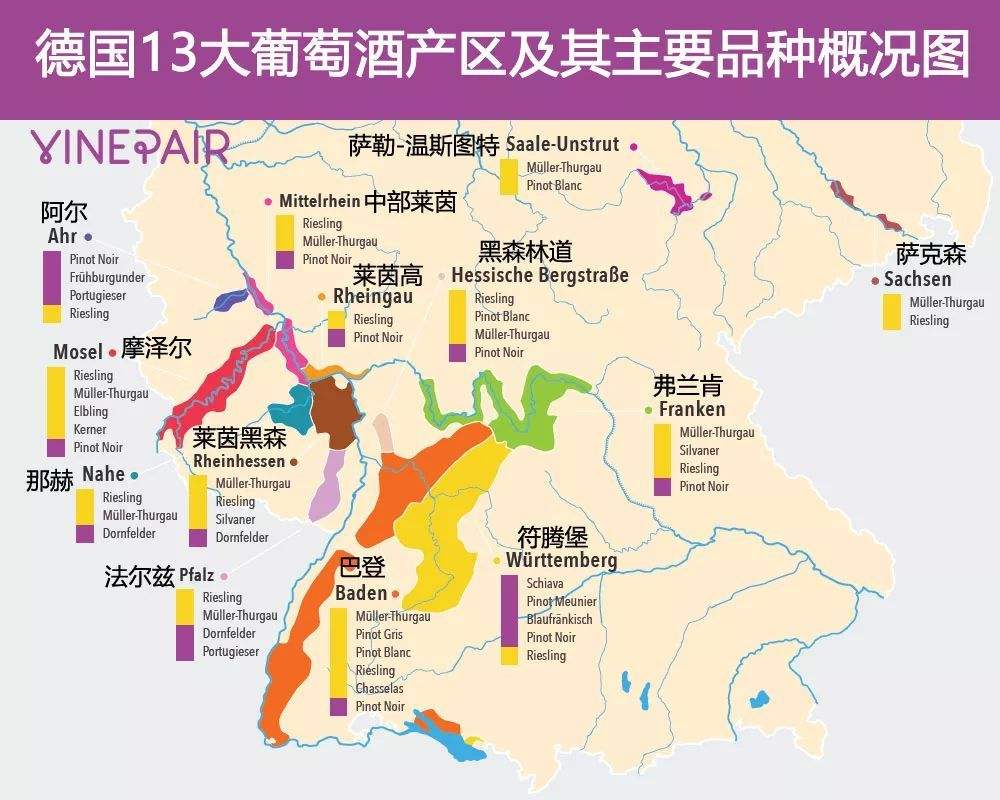 德国13大葡萄酒产区及其主要品种概况图
VINEPAIR
萨勒-温斯图特 Saale-Unstrut
Müller-Thurgau
Pinot Blanc
Mittelrhein 中部莱茵
Riesling
Müller-Thurgau
Pinot Noir
阿尔
Ahr
Pinot Noir
Frühburgunder
Portugieser
Riesling
莱茵高
Rheingau
Riesling
Pinot Noir
黑森林道
Hessische Bergstraße
Riesling
Pinot Blanc
Müller-Thurgau
Pinot Noir
萨克森
Sachsen
Müller-Thurgau
Riesling
Mosel 摩泽尔
Riesling
Müller-Thurgau
Elbling
Kerner
Pinot Noir
弗兰肯
Franken
Müller-Thurgau
Silvaner
Riesling
Pinot Noir
莱茵黑森
Rheinhessen
Müller-Thurgau
Riesling
Silvaner
Dornfelder
那赫 Nahe
Riesling
Müller-Thurgau
Dornfelder
法尔兹 Pfalz
Riesling
Müller-Thurgau
Dornfelder
Portugieser
巴登
Baden
Müller-Thurgau
Pinot Gris
Pinot Blanc
Riesling
Chasselas
Pinot Noir
符腾堡
Württemberg
Schiava
Pinot Meunier
Blaufränkisch
Pinot Noir
Riesling